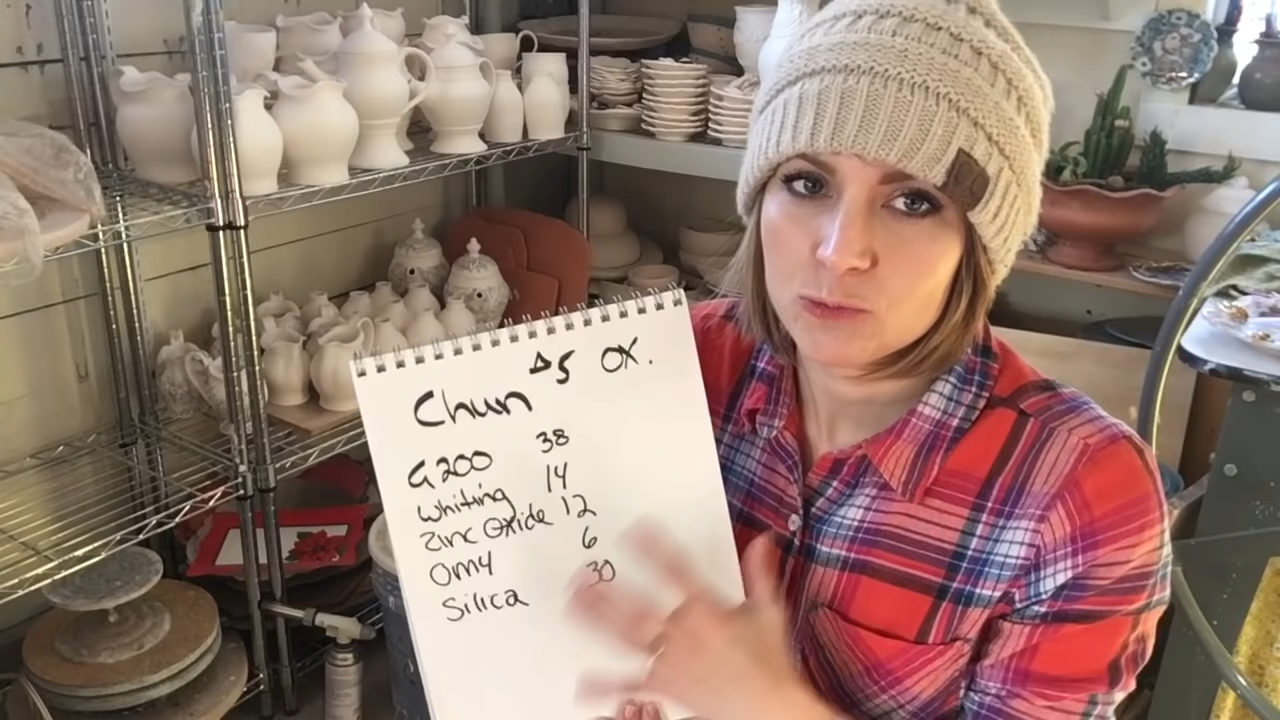 Δ5 OX.
Chun
G200 38
Whiting 14
Zinc Oxide 12
Om4 6
Silica 30